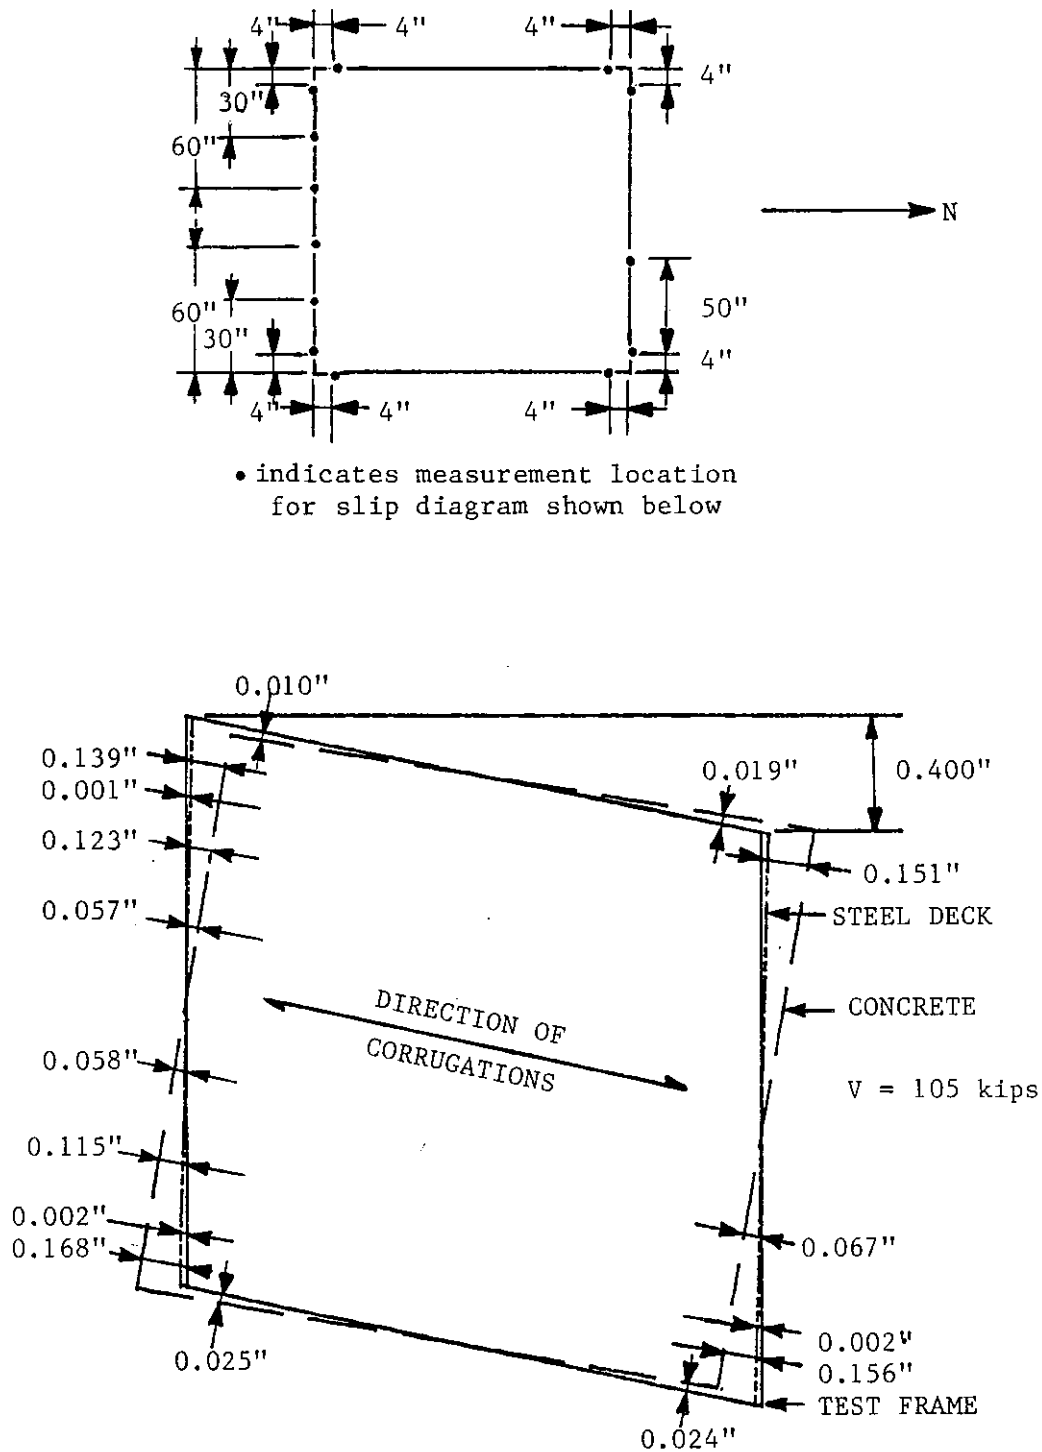 4" 4" 4"
4"
30"
60"
N
60"
50"
30"
4"
4" 4" 4"
• indicates measurement location
for slip diagram shown below
0.010"
0.139"
0.019"
0.400"
0.001"
0.123"
0.151"
0.057"
STEEL DECK
DIRECTION OF
CORRUGATIONS
CONCRETE
0.058"
V = 105 kips
0.115"
0.002"
0.168"
0.067"
0.002"
0.025"
0.156"
TEST FRAME
0.024"